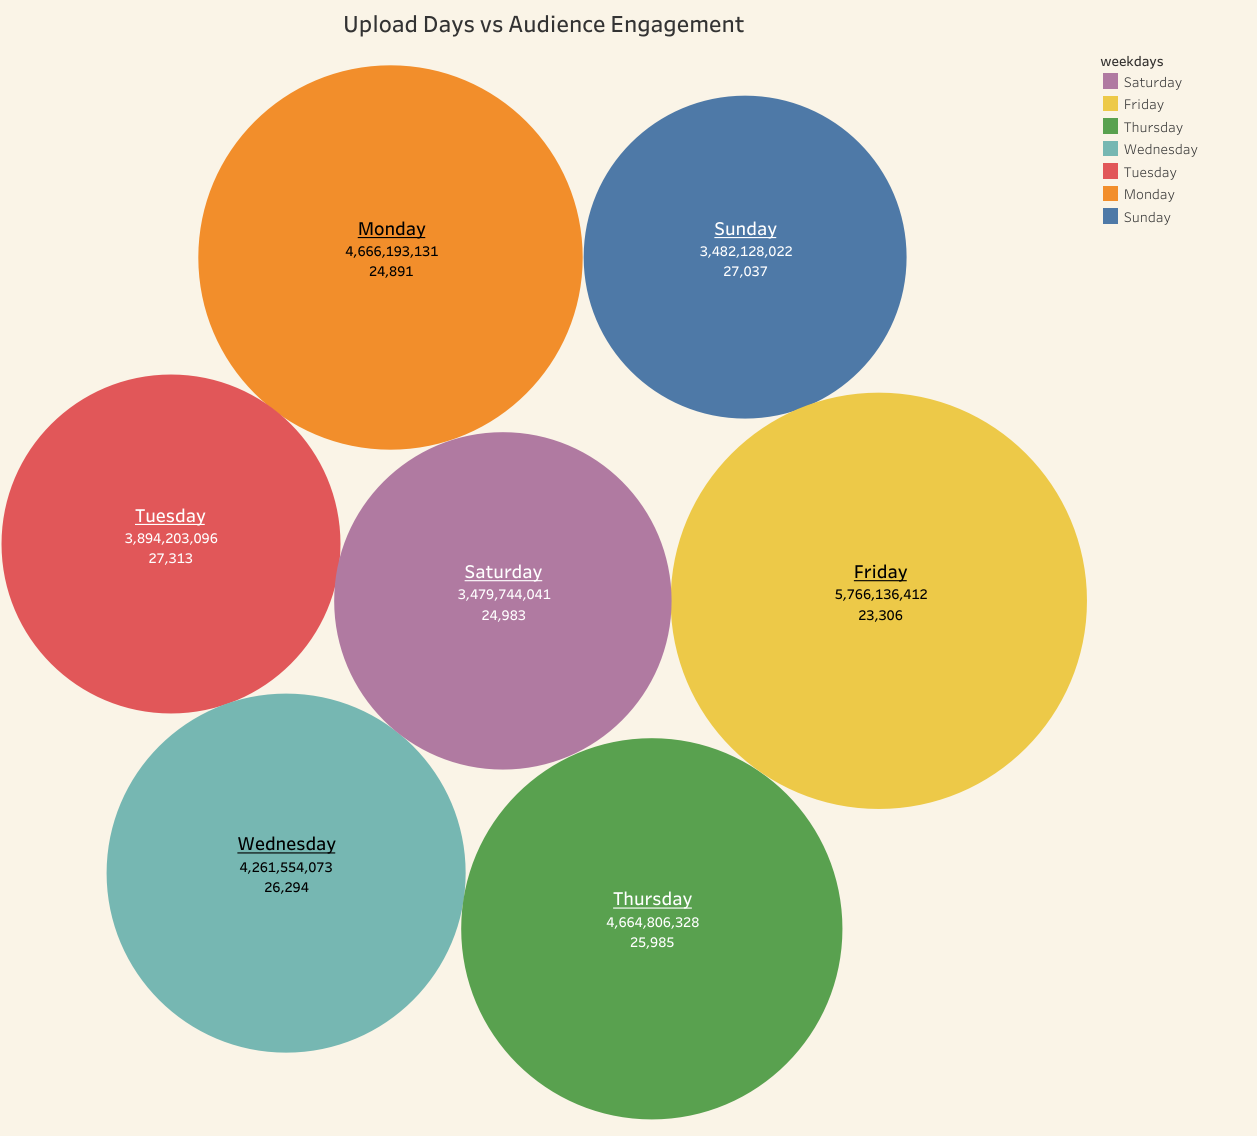 Upload Days vs Audience Engagement
weekdays
Saturday
Friday
Thursday
Wednesday
Tuesday
Monday
Sunday
Monday
4,666,193,131
24,891
Sunday
3,482,128,022
27,037
Tuesday
3,894,203,096
27,313
Saturday
3,479,744,041
24,983
Friday
5,766,136,412
23,306
Wednesday
4,261,554,073
26,294
Thursday
4,664,806,328
25,985